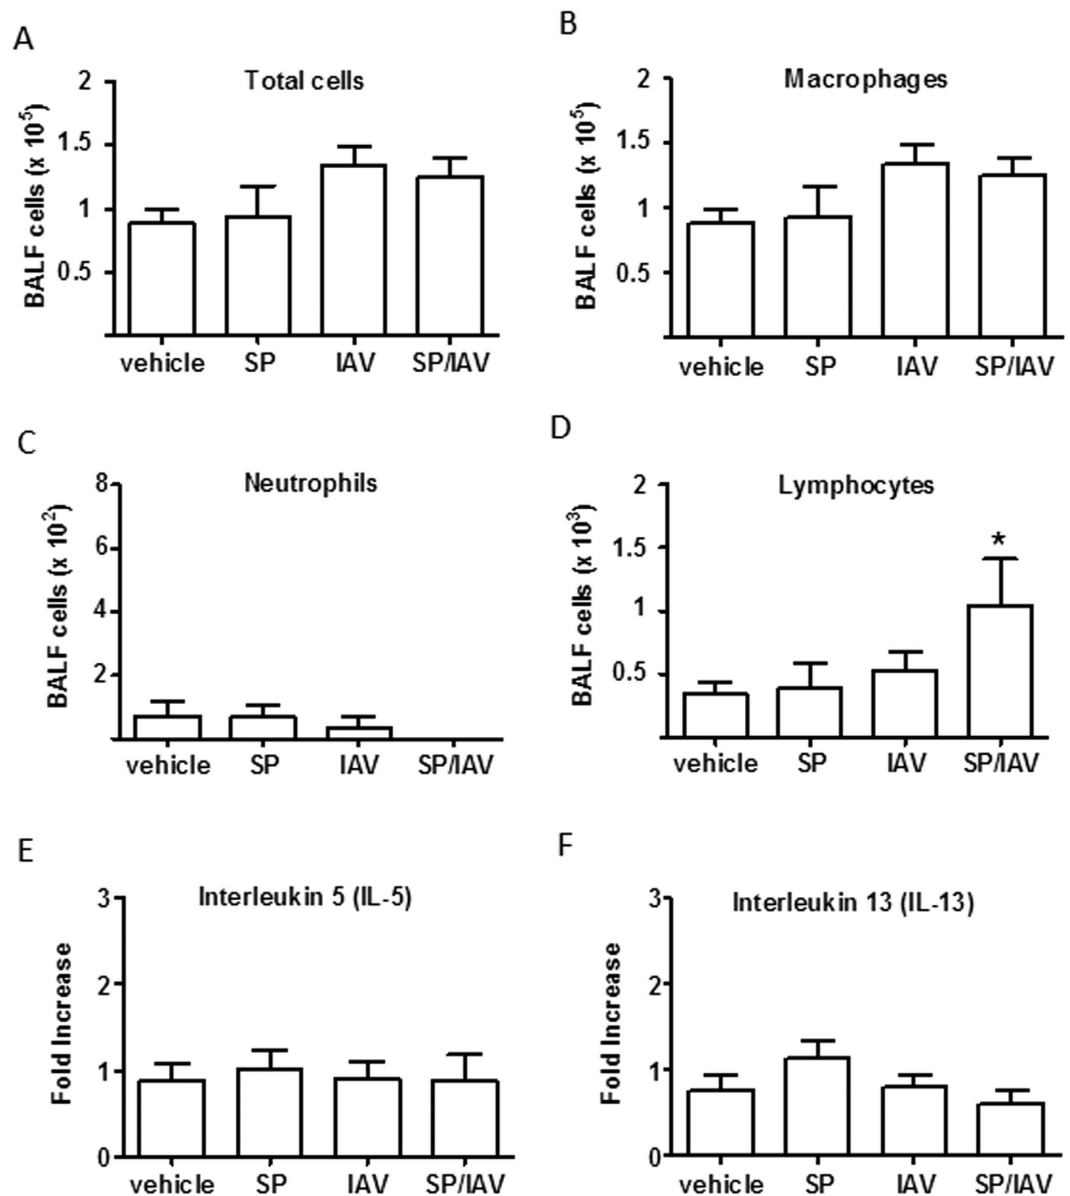 A
Total cells
BALF cells (x 10⁵)
2
1.5
1
0.5
vehicle SP IAV SP/IAV
B
Macrophages
BALF cells (x 10⁵)
2
1.5
1
0.5
vehicle SP IAV SP/IAV
C
Neutrophils
BALF cells (x 10²)
8
6
4
2
vehicle SP IAV SP/IAV
D
Lymphocytes
BALF cells (x 10³)
2
1.5
1
0.5
*
vehicle SP IAV SP/IAV
E
Interleukin 5 (IL-5)
Fold Increase
3
2
1
0
vehicle SP IAV SP/IAV
F
Interleukin 13 (IL-13)
Fold Increase
3
2
1
0
vehicle SP IAV SP/IAV